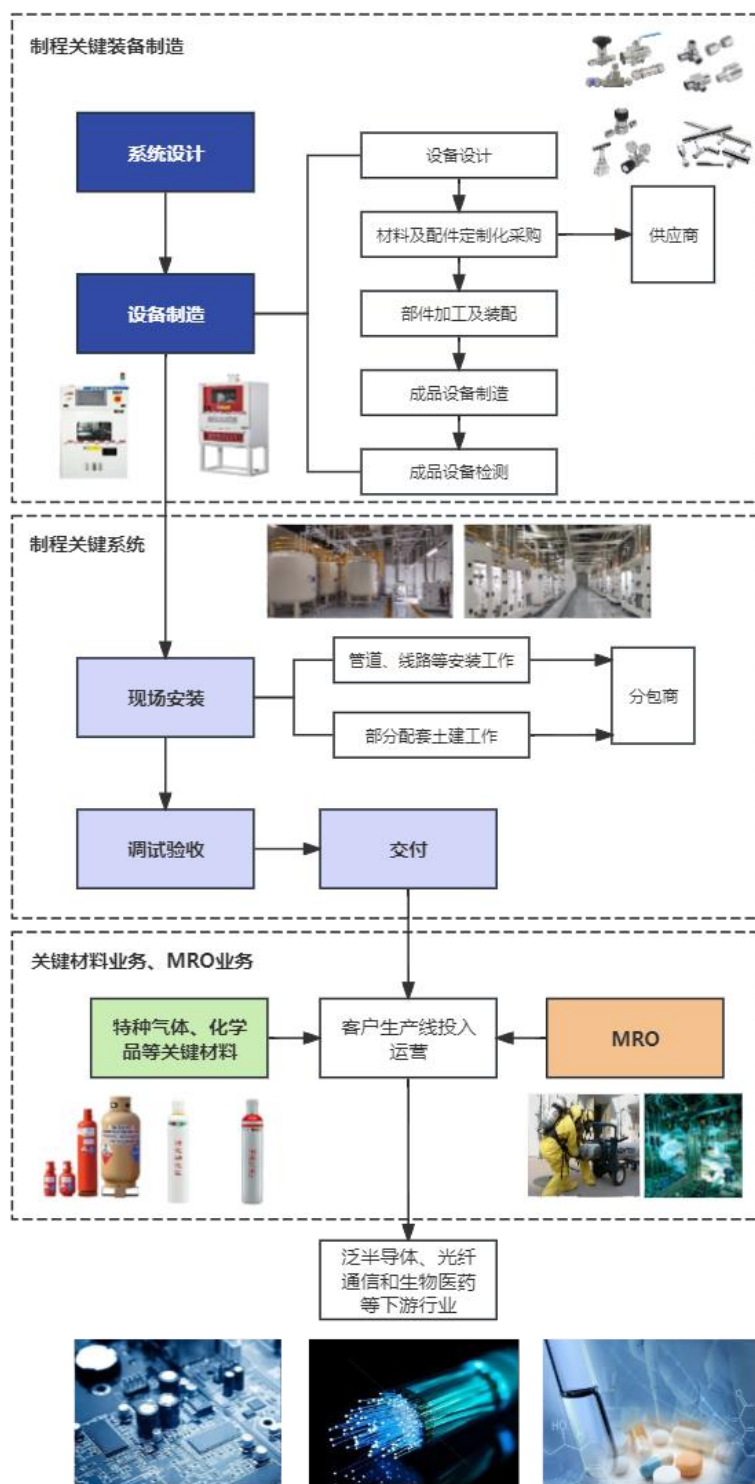 制程关键装备制造
系统设计
设备设计
材料及配件定制化采购
供应商
设备制造
部件加工及装配
成品设备制造
成品设备检测
制程关键系统
管道、线路等安装工作
现场安装
分包商
部分配套土建工作
调试验收
交付
关键材料业务、MRO业务
特种气体、化学
品等关键材料
客户生产线投入
运营
MRO
泛半导体、光纤
通信和生物医药
等下游行业
HO